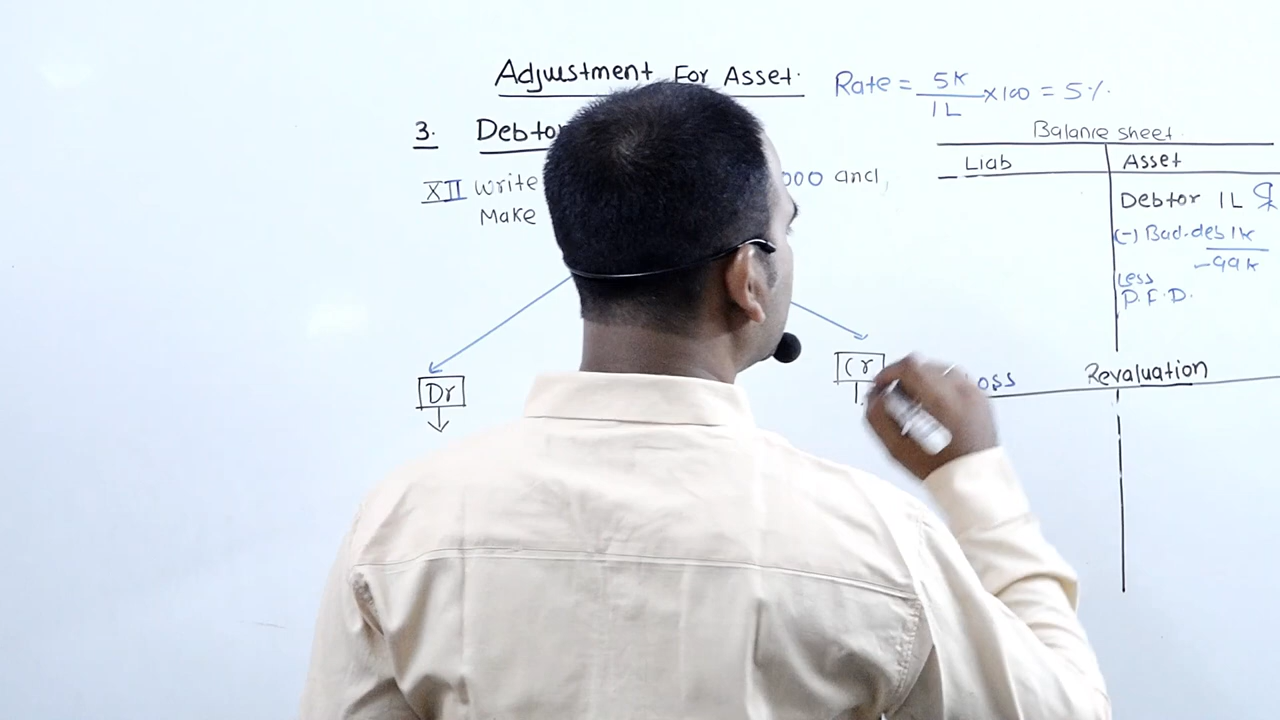 Adjustment For Asset.
Rate = 5K / 1L × 100 = 5%.
3. Debto
XII Write 000 and,
Make
Balance sheet
Liab Asset
Debtor 1L
(-) Bad-deb 1K
-99K
Less
P.F.D.
Dr
Cr
oss Revaluation